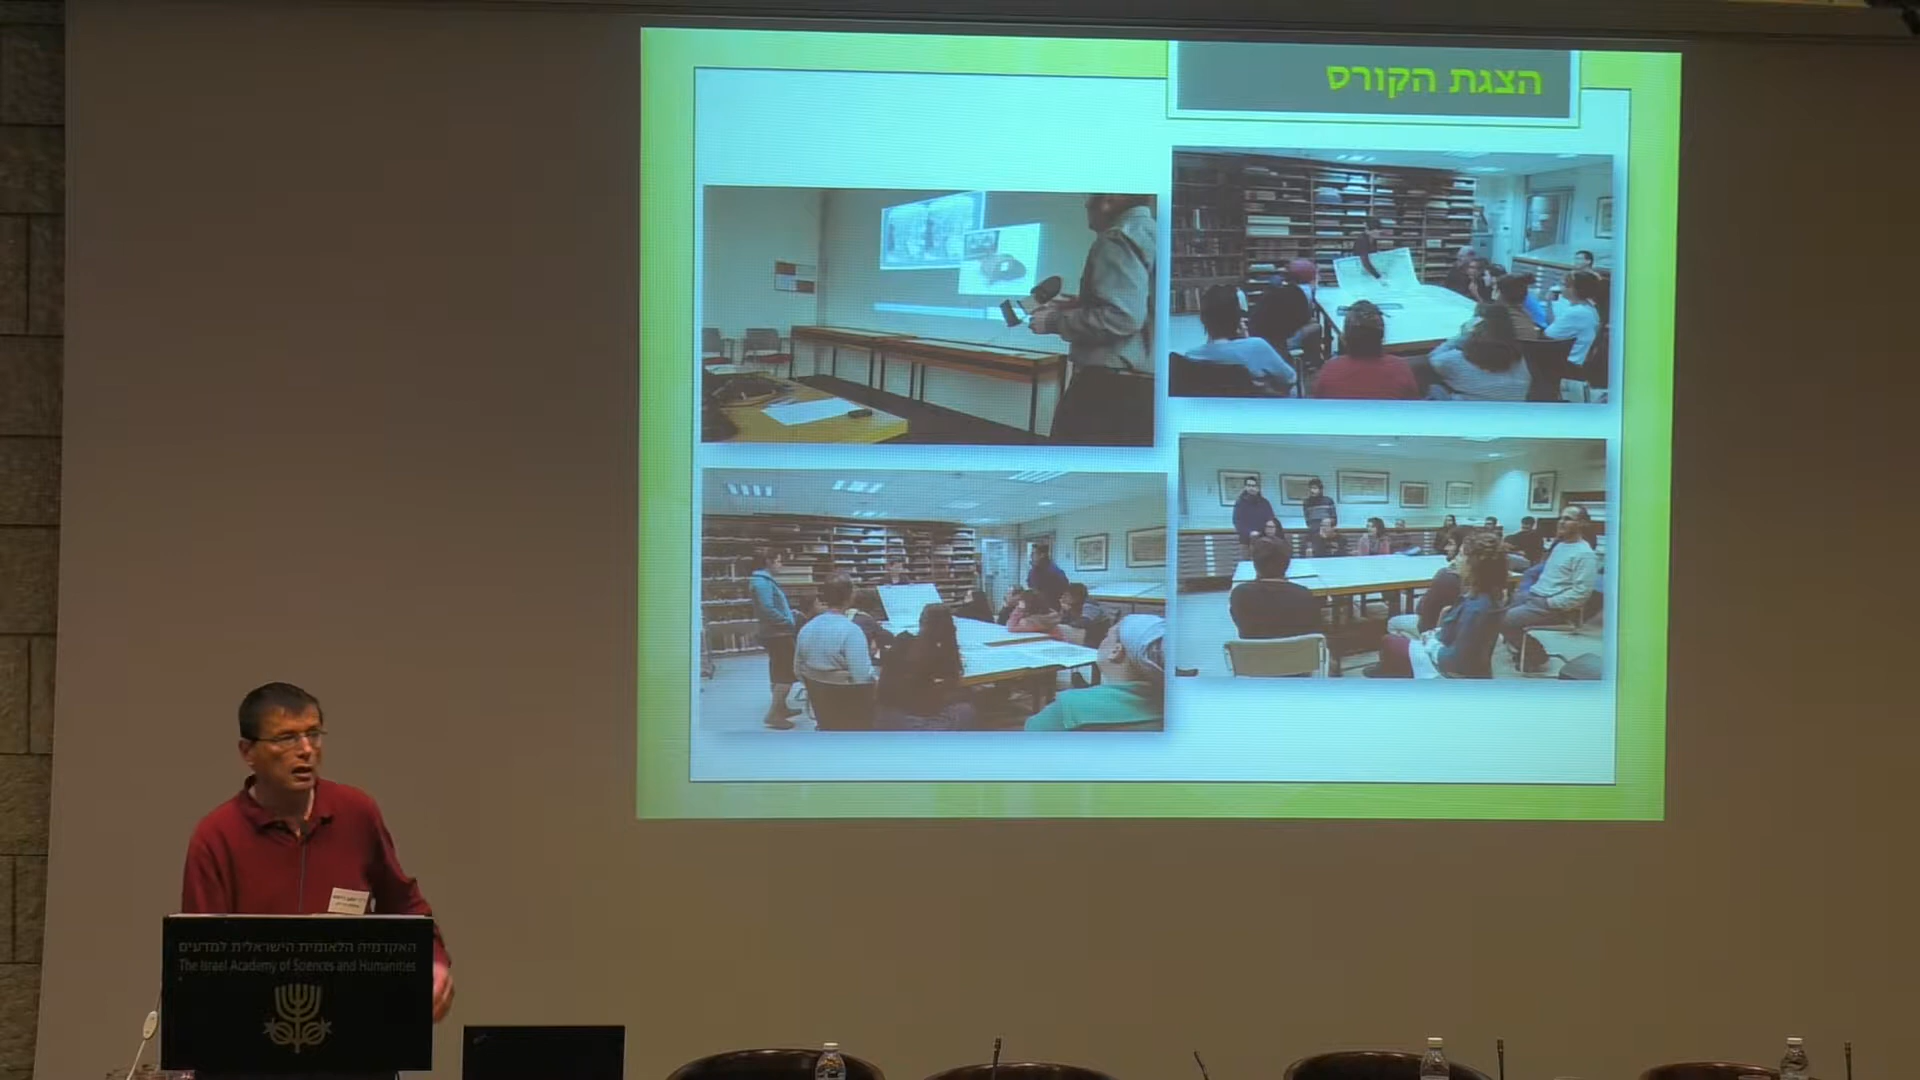 הצגת הקורס
האקדמיה הלאומית הישראלית למדעים
The Israel Academy of Sciences and Humanities